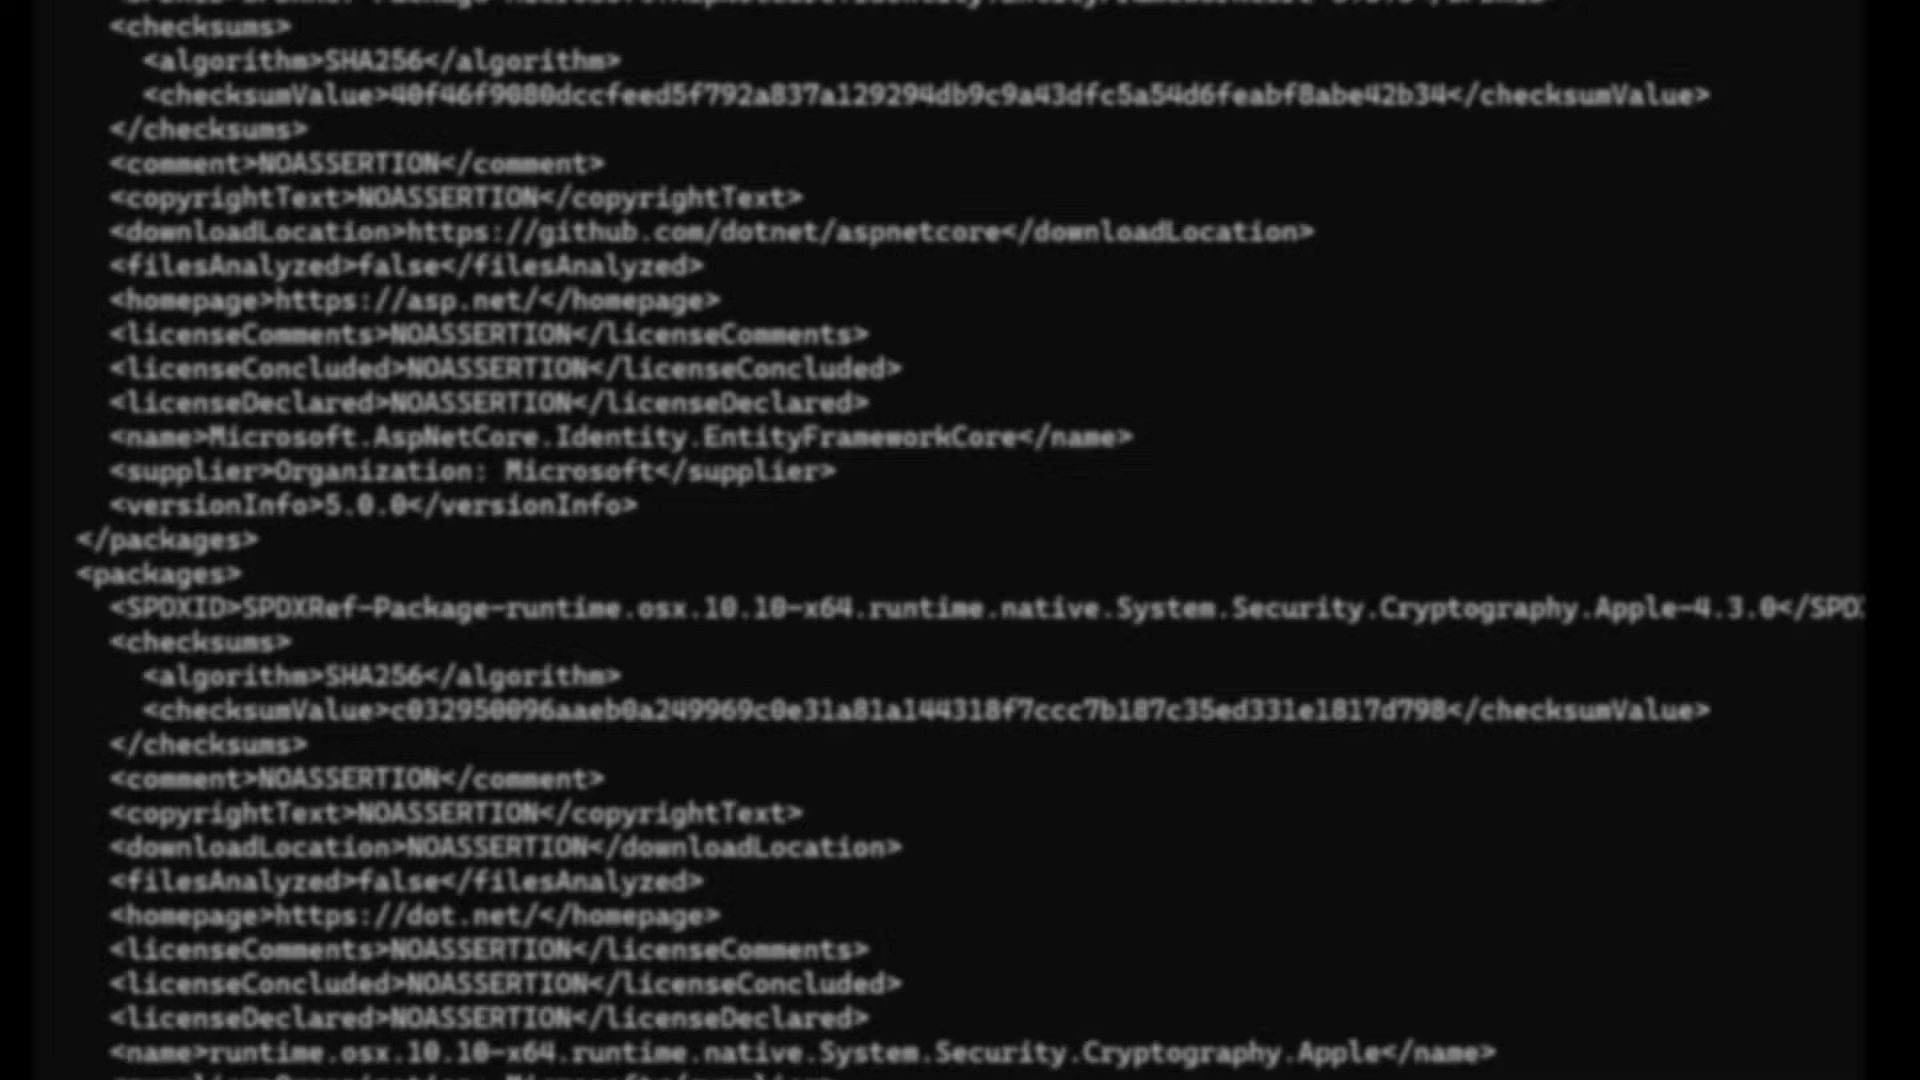 <checksums>
<algorithm>SHA256</algorithm>
<checksumValue>40f46f9080dccfeed5f792a837a129294db9c9a43dfc5a54d6feabf8abe42b34</checksumValue>
</checksums>
<comment>NOASSERTION</comment>
<copyrightText>NOASSERTION</copyrightText>
<downloadLocation>https://github.com/dotnet/aspnetcore</downloadLocation>
<filesAnalyzed>false</filesAnalyzed>
<homepage>https://asp.net/</homepage>
<licenseComments>NOASSERTION</licenseComments>
<licenseConcluded>NOASSERTION</licenseConcluded>
<licenseDeclared>NOASSERTION</licenseDeclared>
<name>Microsoft.AspNetCore.Identity.EntityFrameworkCore</name>
<supplier>Organization: Microsoft</supplier>
<versionInfo>5.0.0</versionInfo>
</packages>
<packages>
<SPDXID>SPDXRef-Package-runtime.osx.10.10-x64.runtime.native.System.Security.Cryptography.Apple-4.3.0</SPD
<checksums>
<algorithm>SHA256</algorithm>
<checksumValue>c032950096aaeb0a249969c0e31a81a144318f7ccc7b187c35ed331e1817d798</checksumValue>
</checksums>
<comment>NOASSERTION</comment>
<copyrightText>NOASSERTION</copyrightText>
<downloadLocation>NOASSERTION</downloadLocation>
<filesAnalyzed>false</filesAnalyzed>
<homepage>https://dot.net/</homepage>
<licenseComments>NOASSERTION</licenseComments>
<licenseConcluded>NOASSERTION</licenseConcluded>
<licenseDeclared>NOASSERTION</licenseDeclared>
<name>runtime.osx.10.10-x64.runtime.native.System.Security.Cryptography.Apple</name>